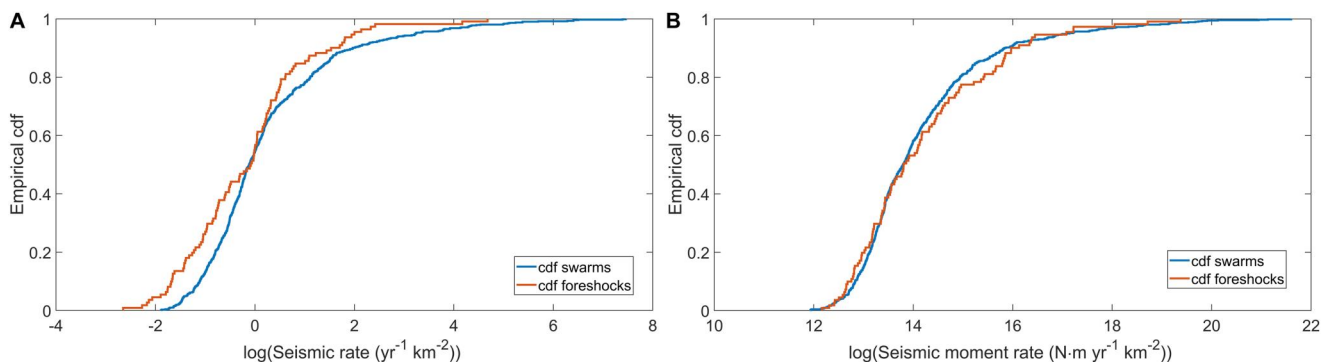 A
Empirical cdf
1
0.8
0.6
0.4
0.2
0
-4
-2
0
2
4
6
8
log(Seismic rate (yr⁻¹ km⁻²))
cdf swarms
cdf foreshocks
B
Empirical cdf
1
0.8
0.6
0.4
0.2
0
10
12
14
16
18
20
22
log(Seismic moment rate (N·m yr⁻¹ km⁻²))
cdf swarms
cdf foreshocks